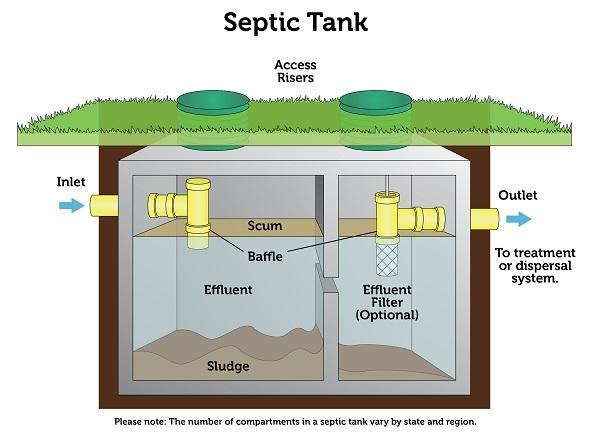 Septic Tank
Access
Risers
Inlet
Outlet
Scum
Baffle
To treatment
or dispersal
system.
Effluent
Effluent
Filter
(Optional)
Sludge
Please note: The number of compartments in a septic tank vary by state and region.